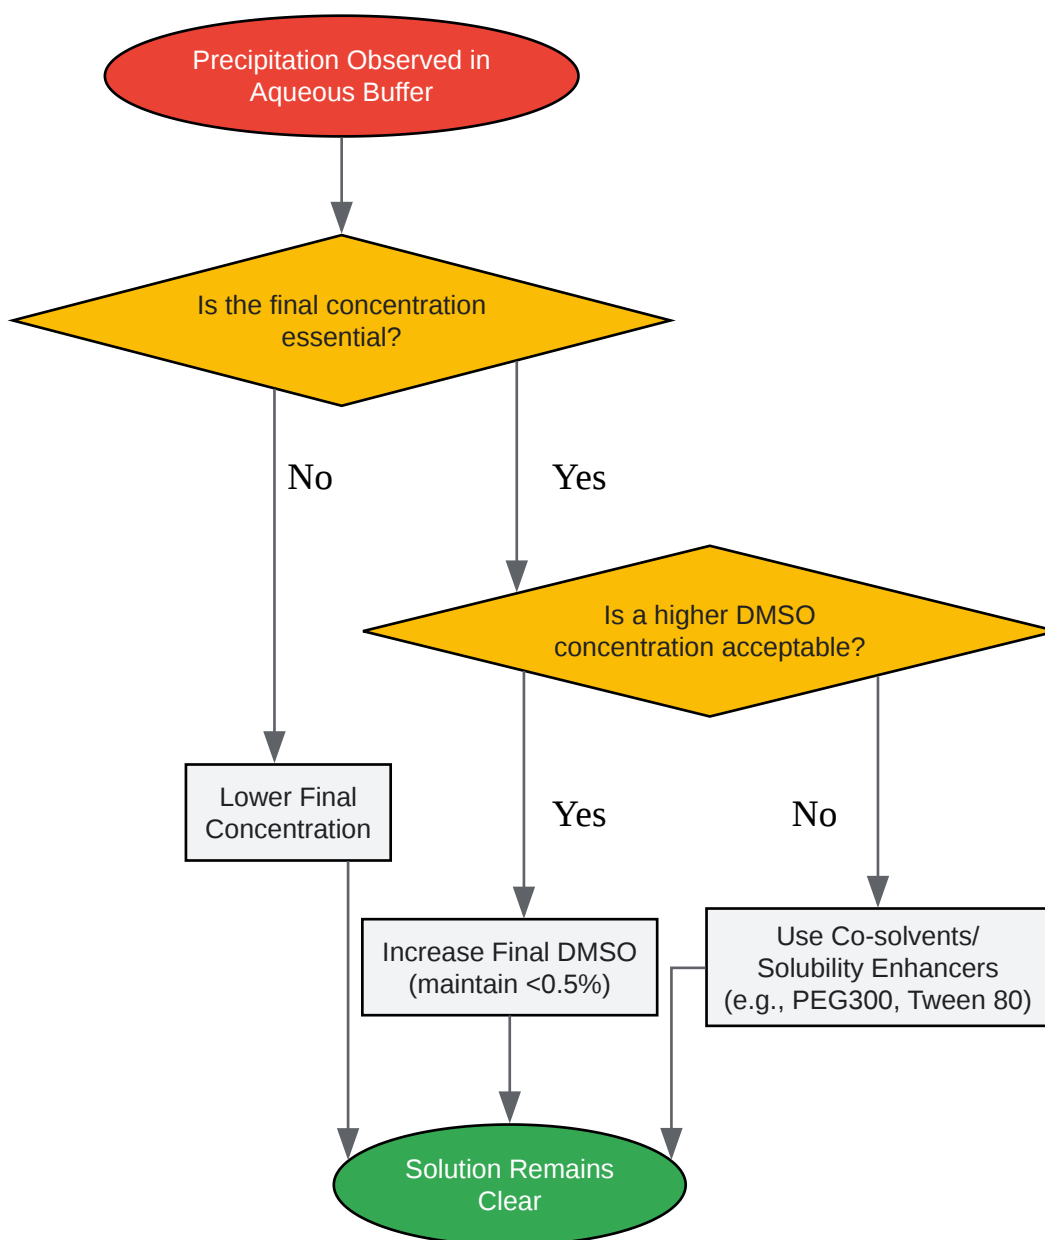 Precipitation Observed in
Aqueous Buffer
Is the final concentration
essential?
No
Yes
Is a higher DMSO
concentration acceptable?
Lower Final
Concentration
Yes
No
Increase Final DMSO
(maintain <0.5%)
Use Co-solvents/
Solubility Enhancers
(e.g., PEG300, Tween 80)
Solution Remains
Clear